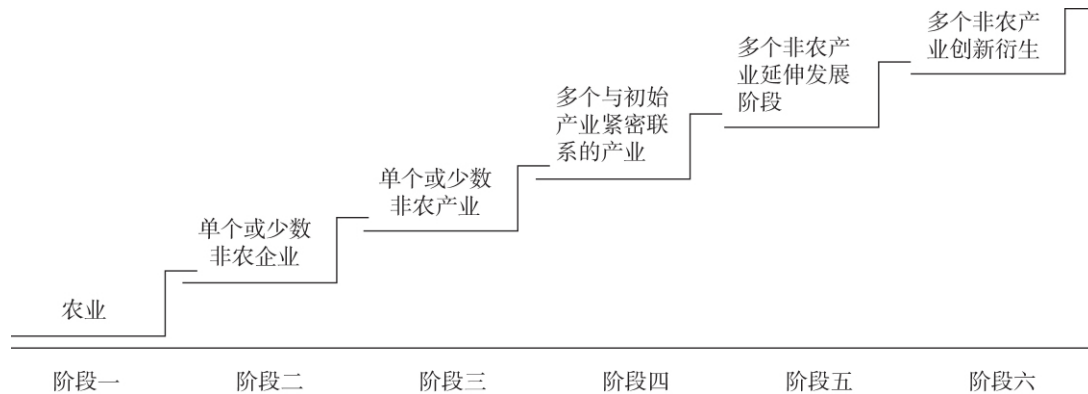 农业
单个或少数
非农企业
单个或少数
非农产业
多个与初始
产业紧密联
系的产业
多个非农产
业延伸发展
阶段
多个非农产
业创新衍生
阶段一
阶段二
阶段三
阶段四
阶段五
阶段六